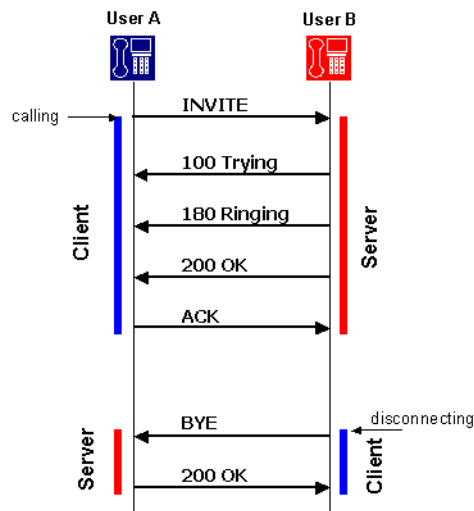 User A
User B
calling
INVITE
100 Trying
180 Ringing
Client
Server
200 OK
ACK
disconnecting
BYE
Server
Client
200 OK